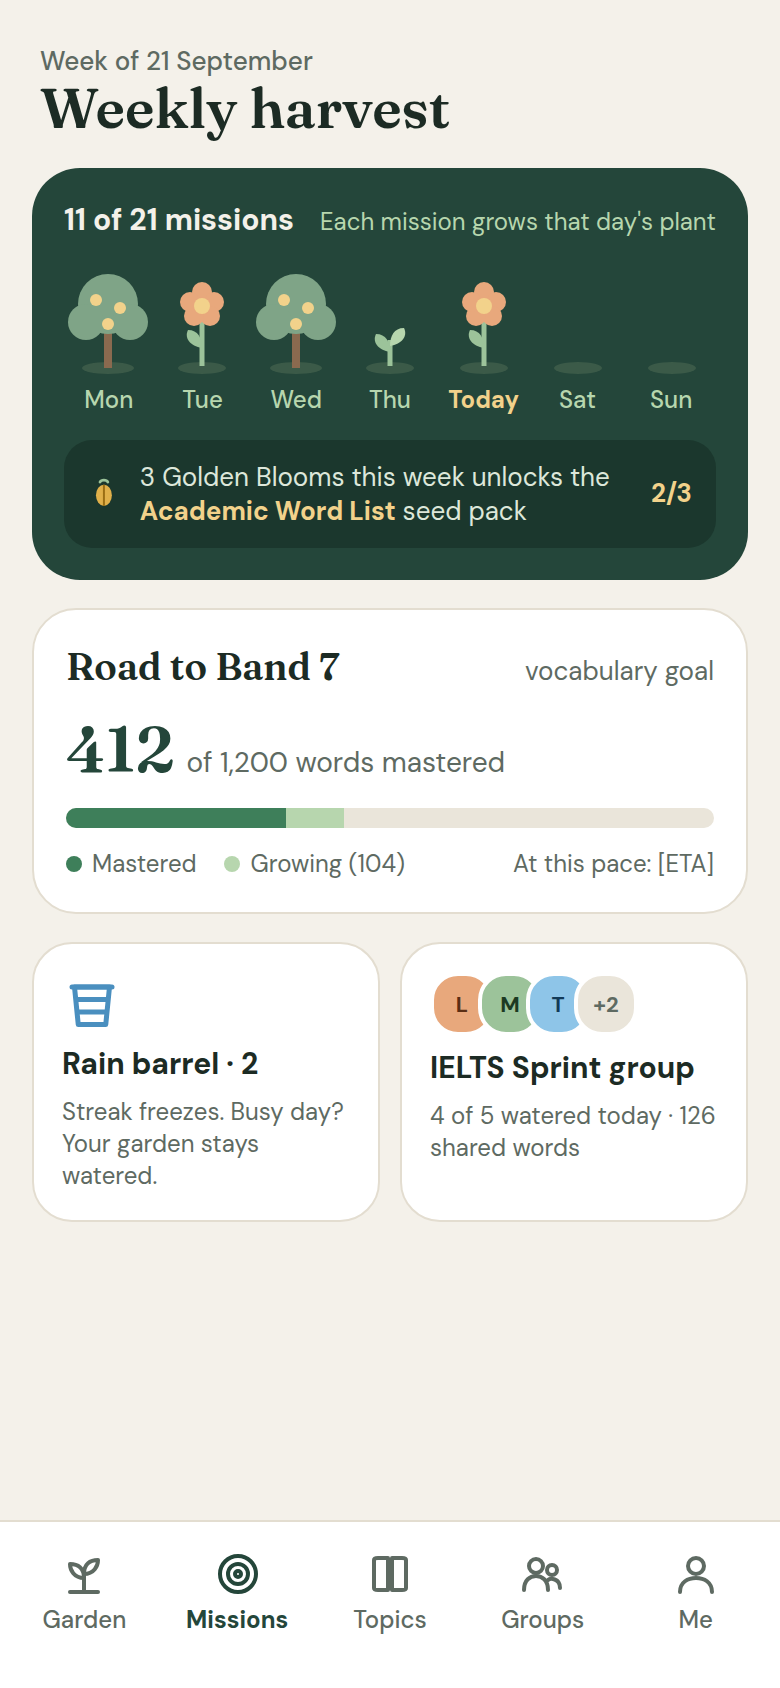 Week of 21 September
Weekly harvest
11 of 21 missions
Each mission grows that day's plant
Mon
Tue
Wed
Thu
Today
Sat
Sun
3 Golden Blooms this week unlocks the
Academic Word List seed pack
2/3
Road to Band 7
vocabulary goal
412 of 1,200 words mastered
Mastered
Growing (104)
At this pace: [ETA]
Rain barrel · 2
Streak freezes. Busy day?
Your garden stays
watered.
L
M
T
+2
IELTS Sprint group
4 of 5 watered today · 126
shared words
Garden
Missions
Topics
Groups
Me